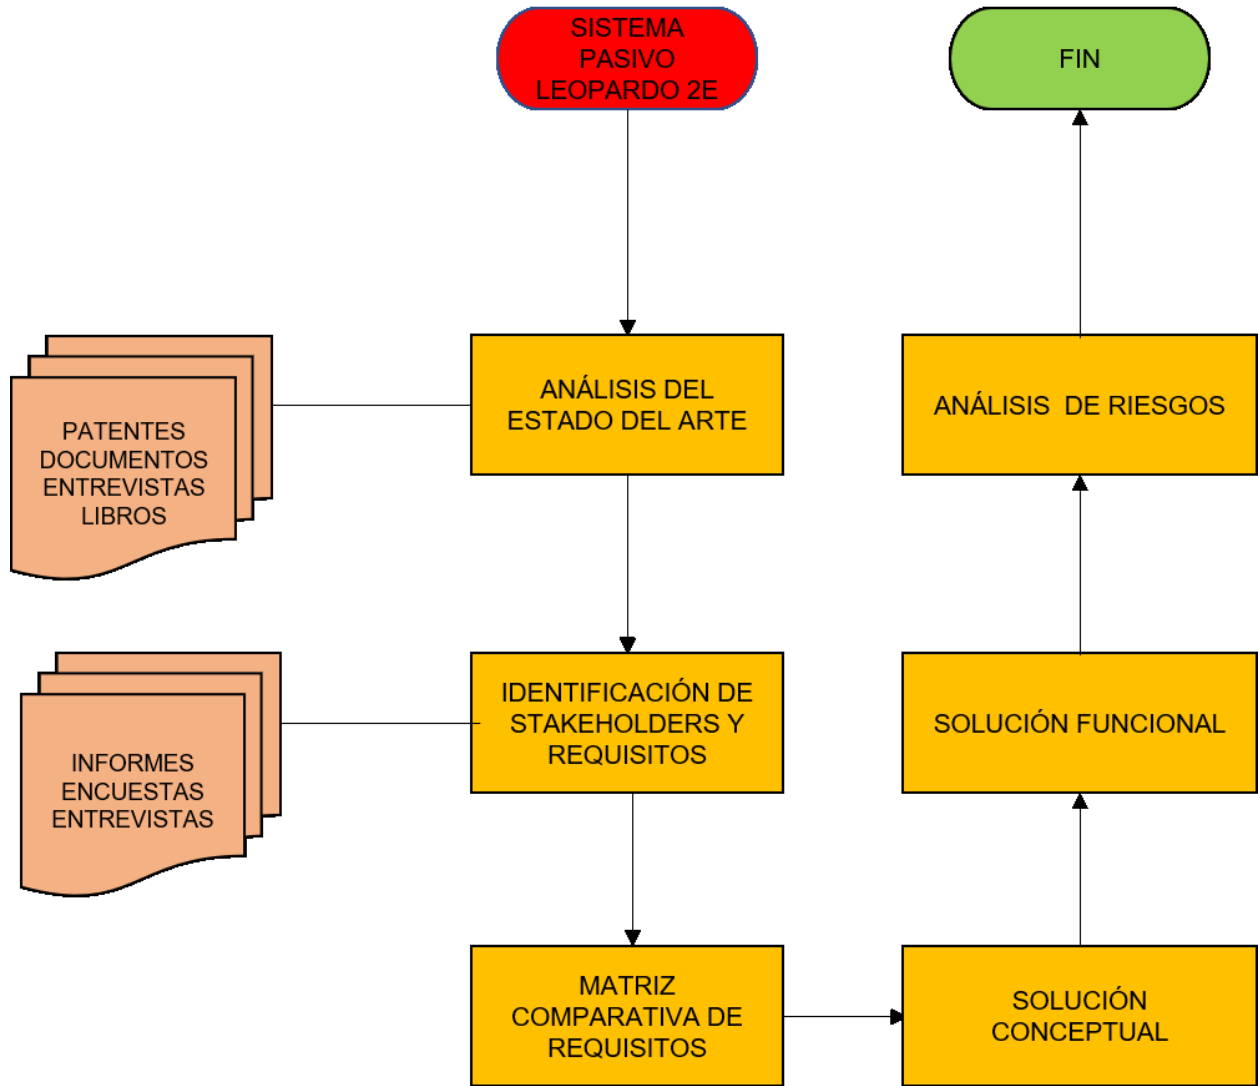 SISTEMA
PASIVO
LEOPARDO 2E
FIN
PATENTES
DOCUMENTOS
ENTREVISTAS
LIBROS
ANÁLISIS DEL
ESTADO DEL ARTE
ANÁLISIS  DE RIESGOS
INFORMES
ENCUESTAS
ENTREVISTAS
IDENTIFICACIÓN DE
STAKEHOLDERS Y
REQUISITOS
SOLUCIÓN FUNCIONAL
MATRIZ
COMPARATIVA DE
REQUISITOS
SOLUCIÓN
CONCEPTUAL